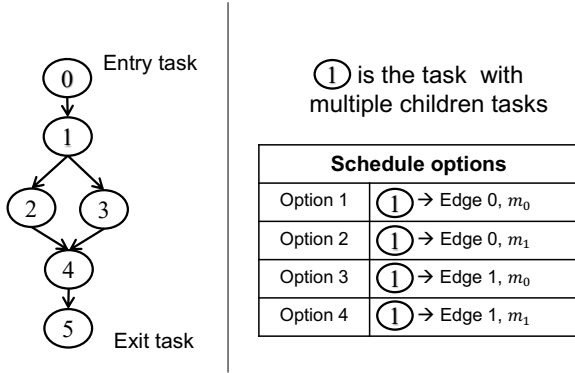 0 Entry task
1
2 3
4
5 Exit task
1 is the task with
multiple children tasks
Schedule options
Option 1 1 → Edge 0, m₀
Option 2 1 → Edge 0, m₁
Option 3 1 → Edge 1, m₀
Option 4 1 → Edge 1, m₁